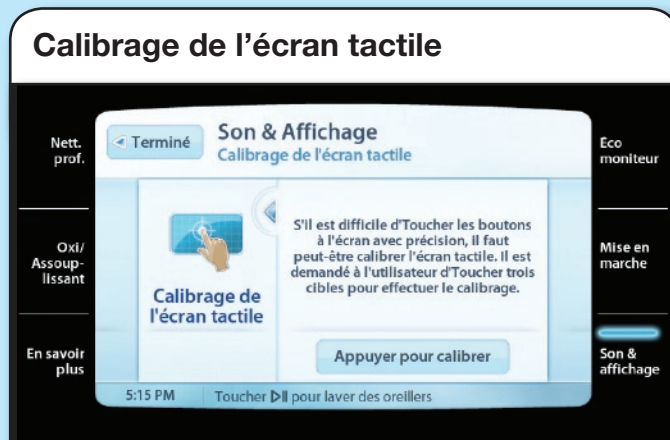 Calibrage de l'écran tactile
Nett.
prof.
Oxi/
Assoup-
lissant
En savoir
plus
Terminé
Son & Affichage
Calibrage de l'écran tactile
Calibrage de
l'écran tactile
S'il est difficile d'Toucher les boutons
à l'écran avec précision, il faut
peut-être calibrer l'écran tactile. Il est
demandé à l'utilisateur d'Toucher trois
cibles pour effectuer le calibrage.
Appuyer pour calibrer
5:15 PM Toucher ▷II pour laver des oreillers
Éco
moniteur
Mise en
marche
Son &
affichage